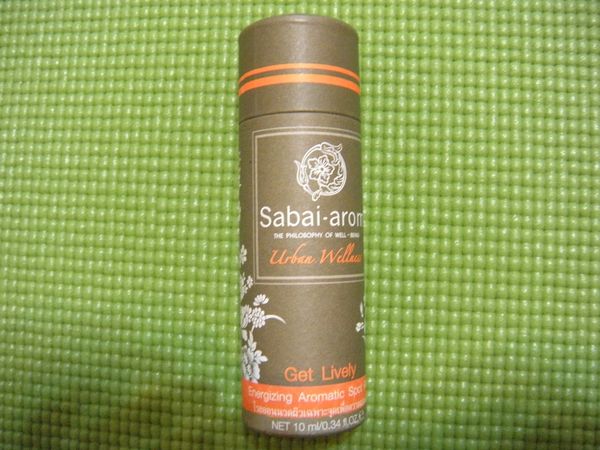 Sabai-arom
THE PHILOSOPHY OF WELL-BEING
Urban Wellness
Get Lively
Energizing Aromatic Spot
NET 10 ml/0.34 fl.oz.